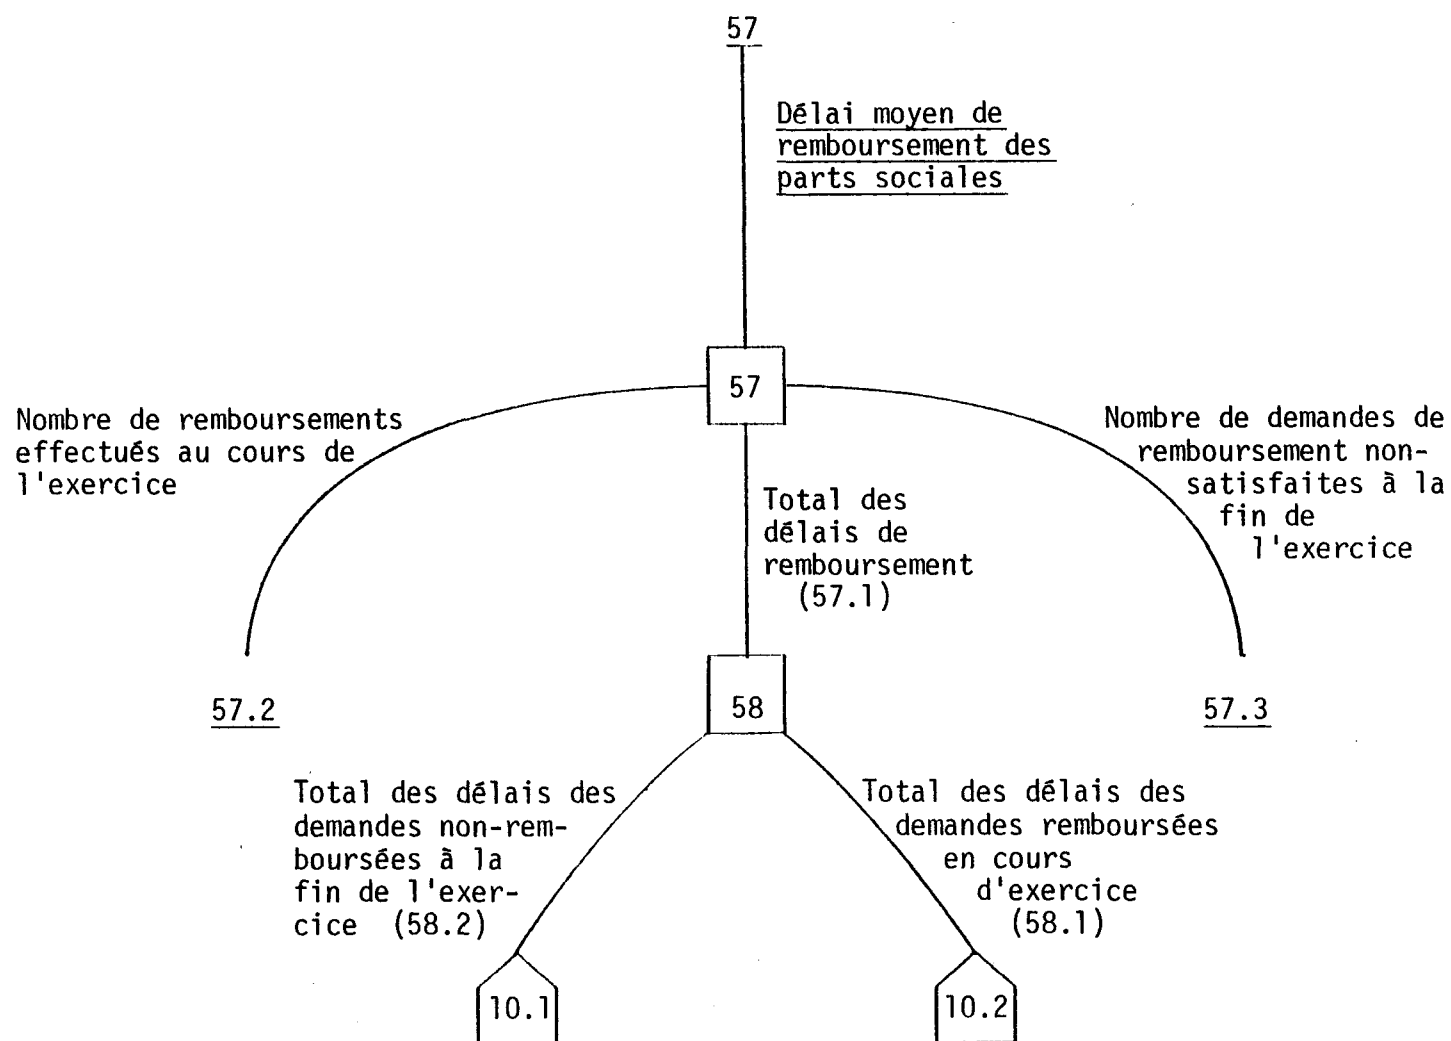 57
Délai moyen de
remboursement des
parts sociales
57
Nombre de remboursements
effectués au cours de
l'exercice
Nombre de demandes de
remboursement non-
satisfaites à la
fin de
l'exercice
Total des
délais de
remboursement
(57.1)
57.2
58
57.3
Total des délais des
demandes non-rem-
boursées à la
fin de l'exer-
cice (58.2)
Total des délais des
demandes remboursées
en cours
d'exercice
(58.1)
10.1
10.2